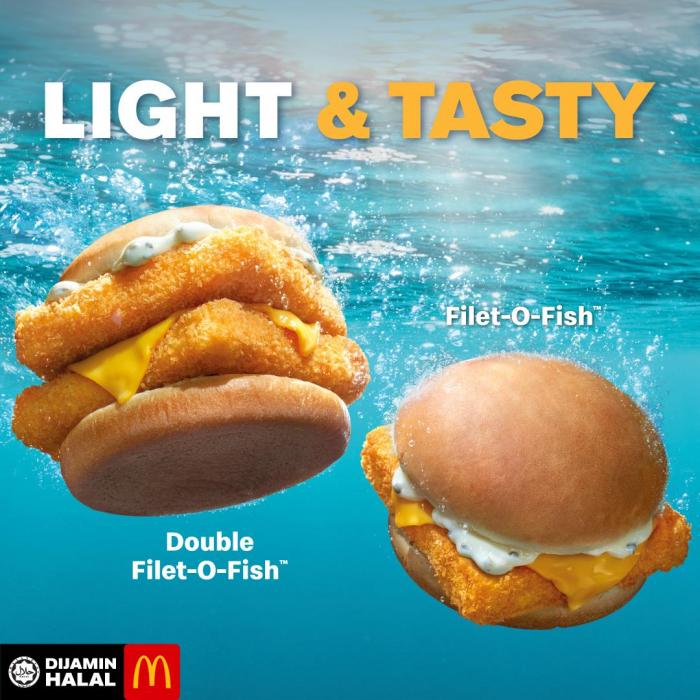 LIGHT & TASTY
Filet-O-Fish™
Double
Filet-O-Fish™
DIJAMIN
HALAL